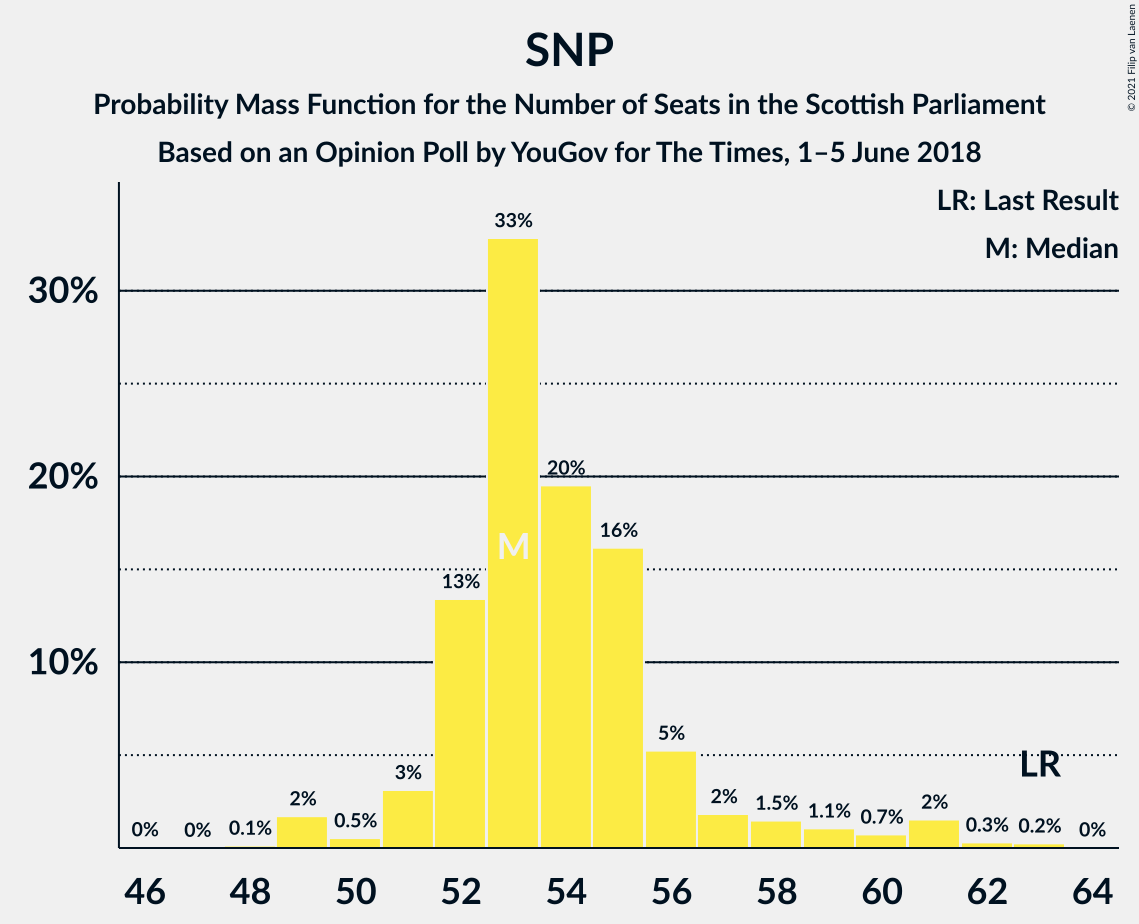 SNP
Probability Mass Function for the Number of Seats in the Scottish Parliament
Based on an Opinion Poll by YouGov for The Times, 1–5 June 2018
© 2021 Filip van Laenen
LR: Last Result
M: Median
30%
20%
10%
0% 0% 0.1% 2% 0.5% 3% 13% 33% 20% 16% 5% 2% 1.5% 1.1% 0.7% 2% 0.3% 0.2% 0%
M
LR
46 48 50 52 54 56 58 60 62 64